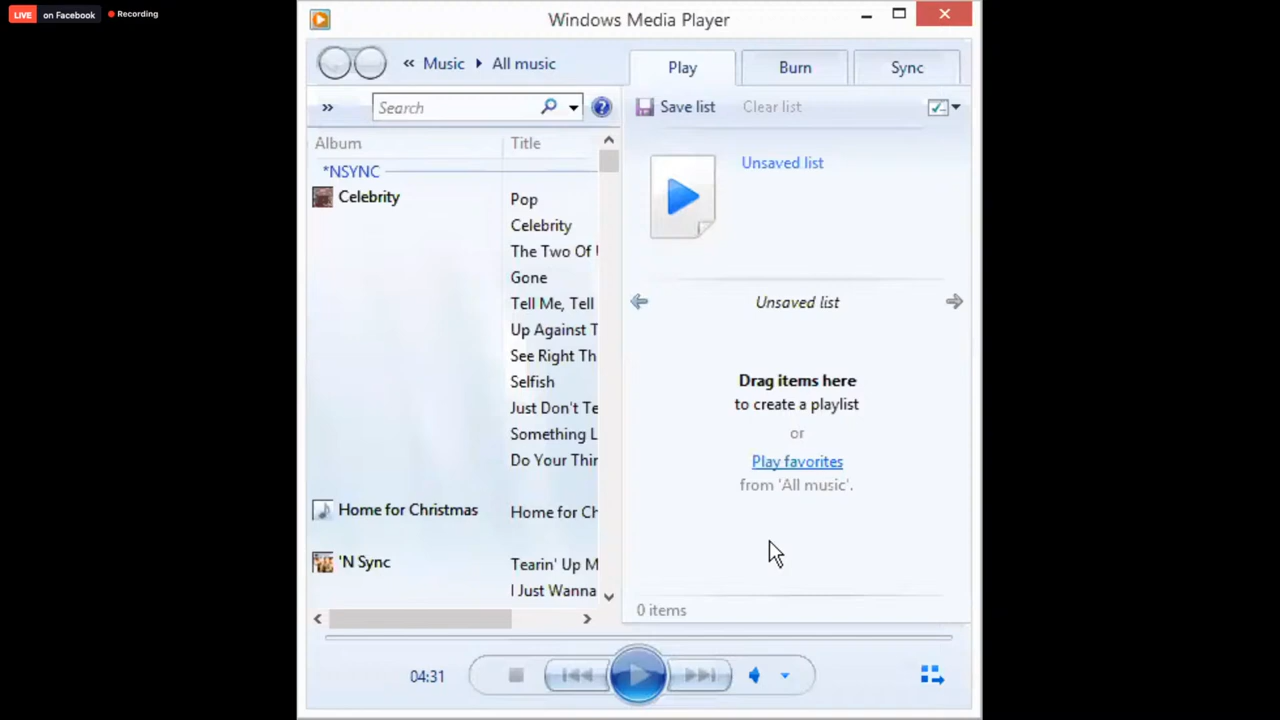 LIVE on Facebook Recording
Windows Media Player
Music All music
Play Burn Sync
Search
Save list Clear list
Album Title
*NSYNC
Celebrity
Pop
Celebrity
The Two Of
Gone
Tell Me, Tell
Up Against T
See Right Th
Selfish
Just Don't Te
Something L
Do Your Thir
Home for Christmas
Home for Ch
'N Sync
Tearin' Up M
I Just Wanna
Unsaved list
Unsaved list
Drag items here
to create a playlist
or
Play favorites
from 'All music'.
0 items
04:31